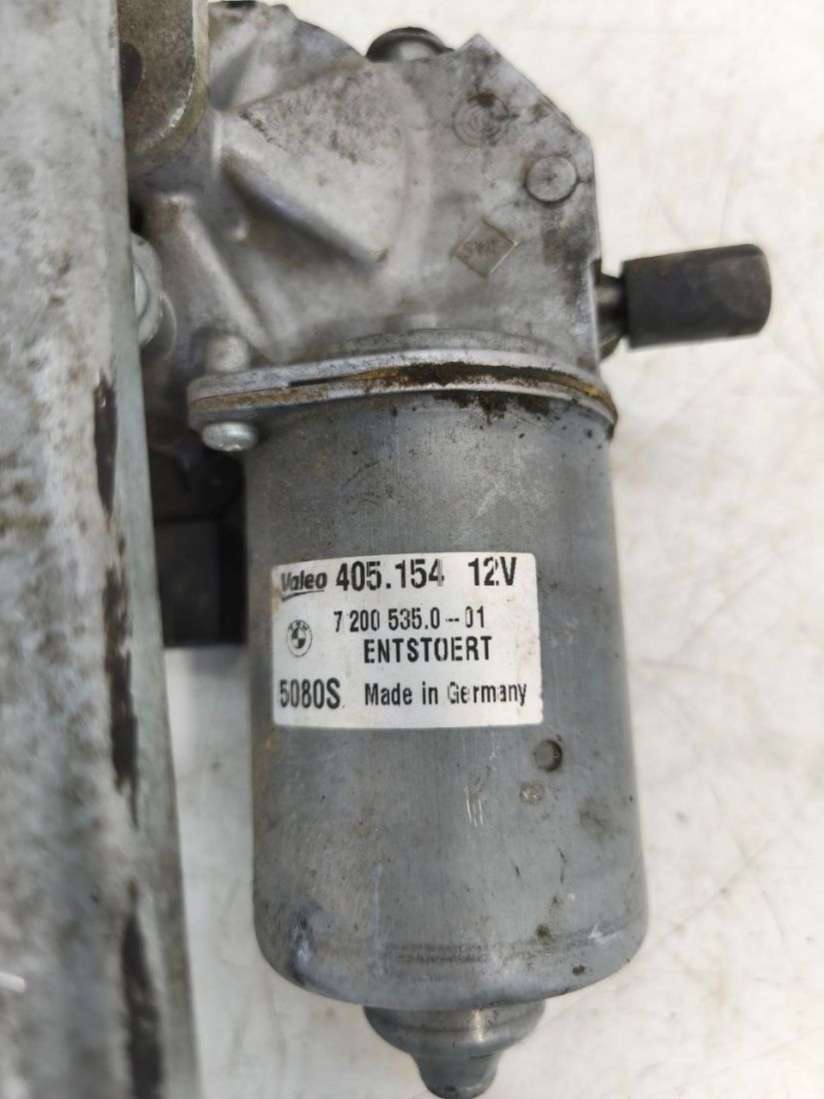 Valeo 405.154 12V
7 200 535.0--01
ENTSTOERT
5080S Made in Germany